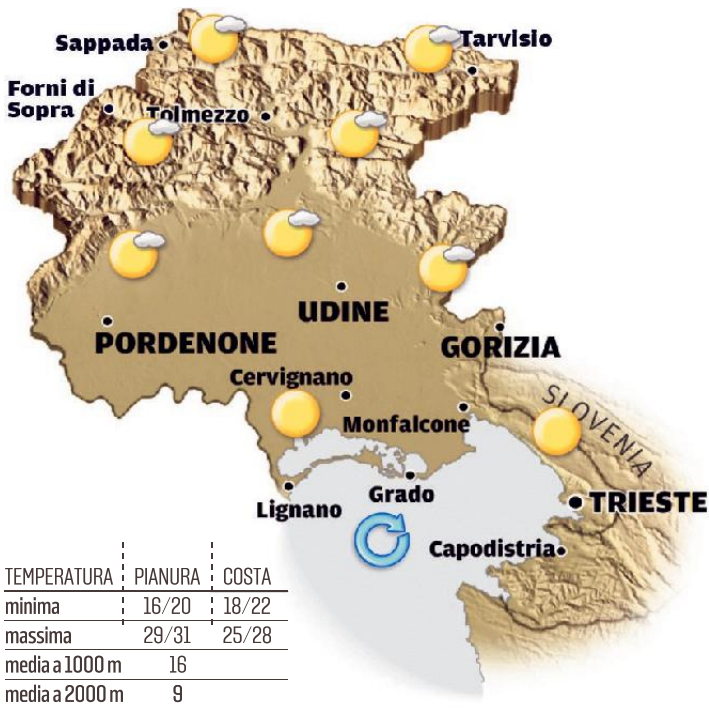 Sappada
Tarvisio
Forni di
Sopra
Tolmezzo
UDINE
PORDENONE
GORIZIA
Cervignano
Monfalcone
SLOVENIA
Grado
Lignano
TRIESTE
Capodistria
TEMPERATURA PIANURA COSTA
minima 16/20 18/22
massima 29/31 25/28
media a 1000 m 16
media a 2000 m 9